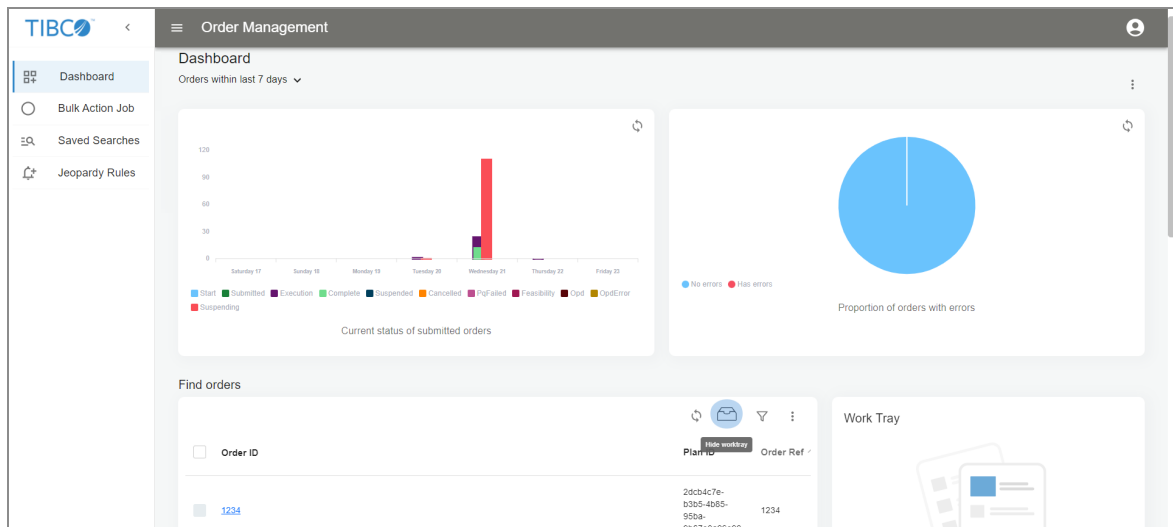 TIBCO
Order Management
Dashboard
Bulk Action Job
Saved Searches
Jeopardy Rules
Dashboard
Orders within last 7 days
120
90
60
30
0
Saturday 17 Sunday 18 Monday 19 Tuesday 20 Wednesday 21 Thursday 22 Friday 23
Start Submitted Execution Complete Suspended Cancelled PqFailed Feasibility Opd OpdError
Suspending
Current status of submitted orders
No errors Has errors
Proportion of orders with errors
Find orders
Hide worktray
Order ID Plan ID Order Ref
2dcb4c7e-
b3b5-4b85-
1234 95ba- 1234
Work Tray